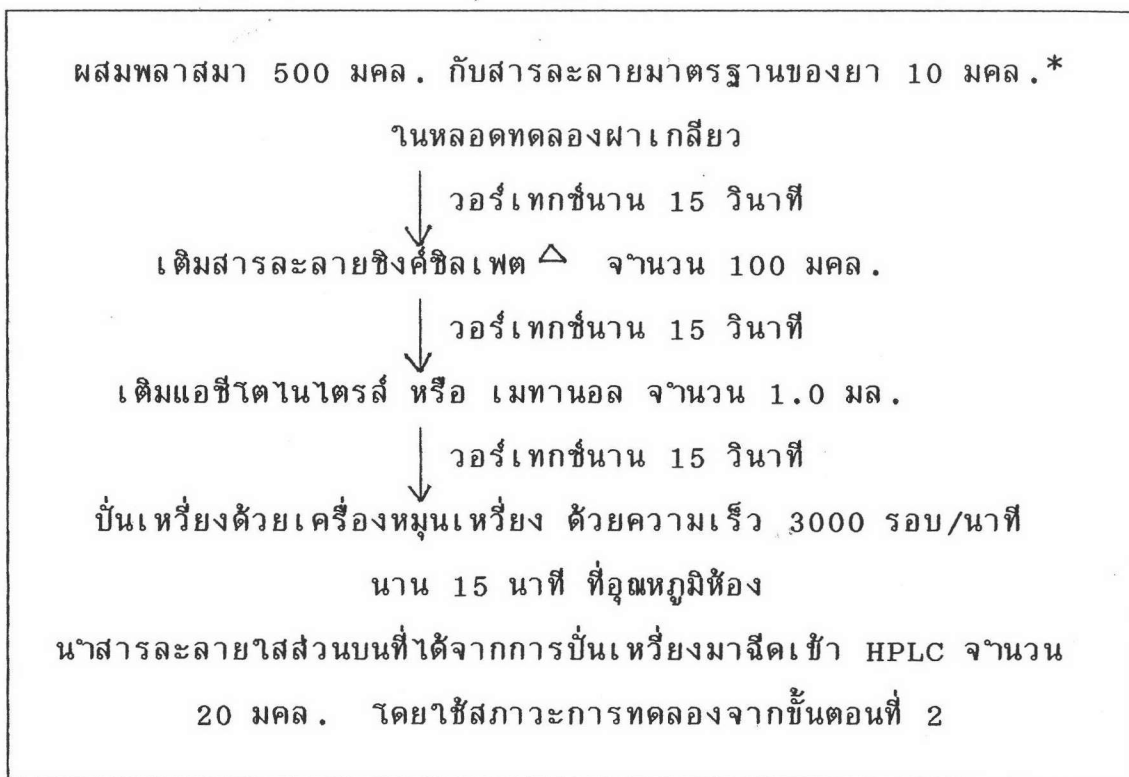 ผสมพลาสมา 500 มคล. กับสารละลายมาตรฐานของยา 10 มคล.*
ในหลอดทดลองฝาเกลียว
วอร์เทกซ์นาน 15 วินาที
เติมสารละลายซิงค์ซัลเฟต △ จำนวน 100 มคล.
วอร์เทกซ์นาน 15 วินาที
เติมแอซีโตไนไตรล์ หรือ เมทานอล จำนวน 1.0 มล.
วอร์เทกซ์นาน 15 วินาที
ปั่นเหวี่ยงด้วยเครื่องหมุนเหวี่ยง ด้วยความเร็ว 3000 รอบ/นาที
นาน 15 นาที ที่อุณหภูมิห้อง
นำสารละลายใสส่วนบนที่ได้จากการปั่นเหวี่ยงมาฉีดเข้า HPLC จำนวน
20 มคล. โดยใช้สภาวะการทดลองจากขั้นตอนที่ 2